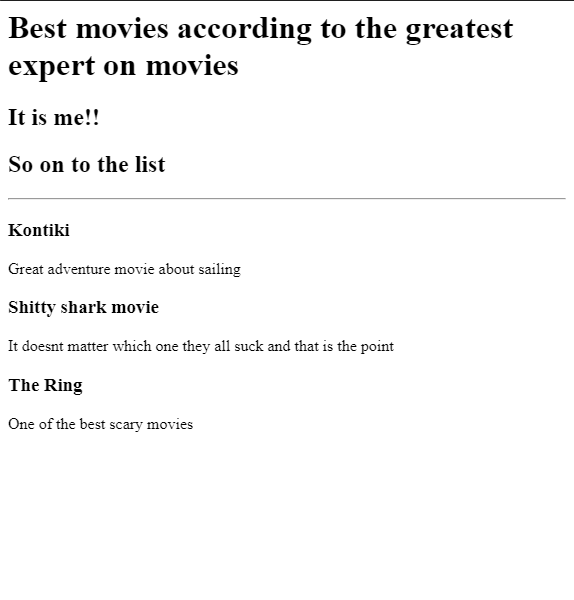 Best movies according to the greatest
expert on movies
It is me!!
So on to the list
Kontiki
Great adventure movie about sailing
Shitty shark movie
It doesnt matter which one they all suck and that is the point
The Ring
One of the best scary movies